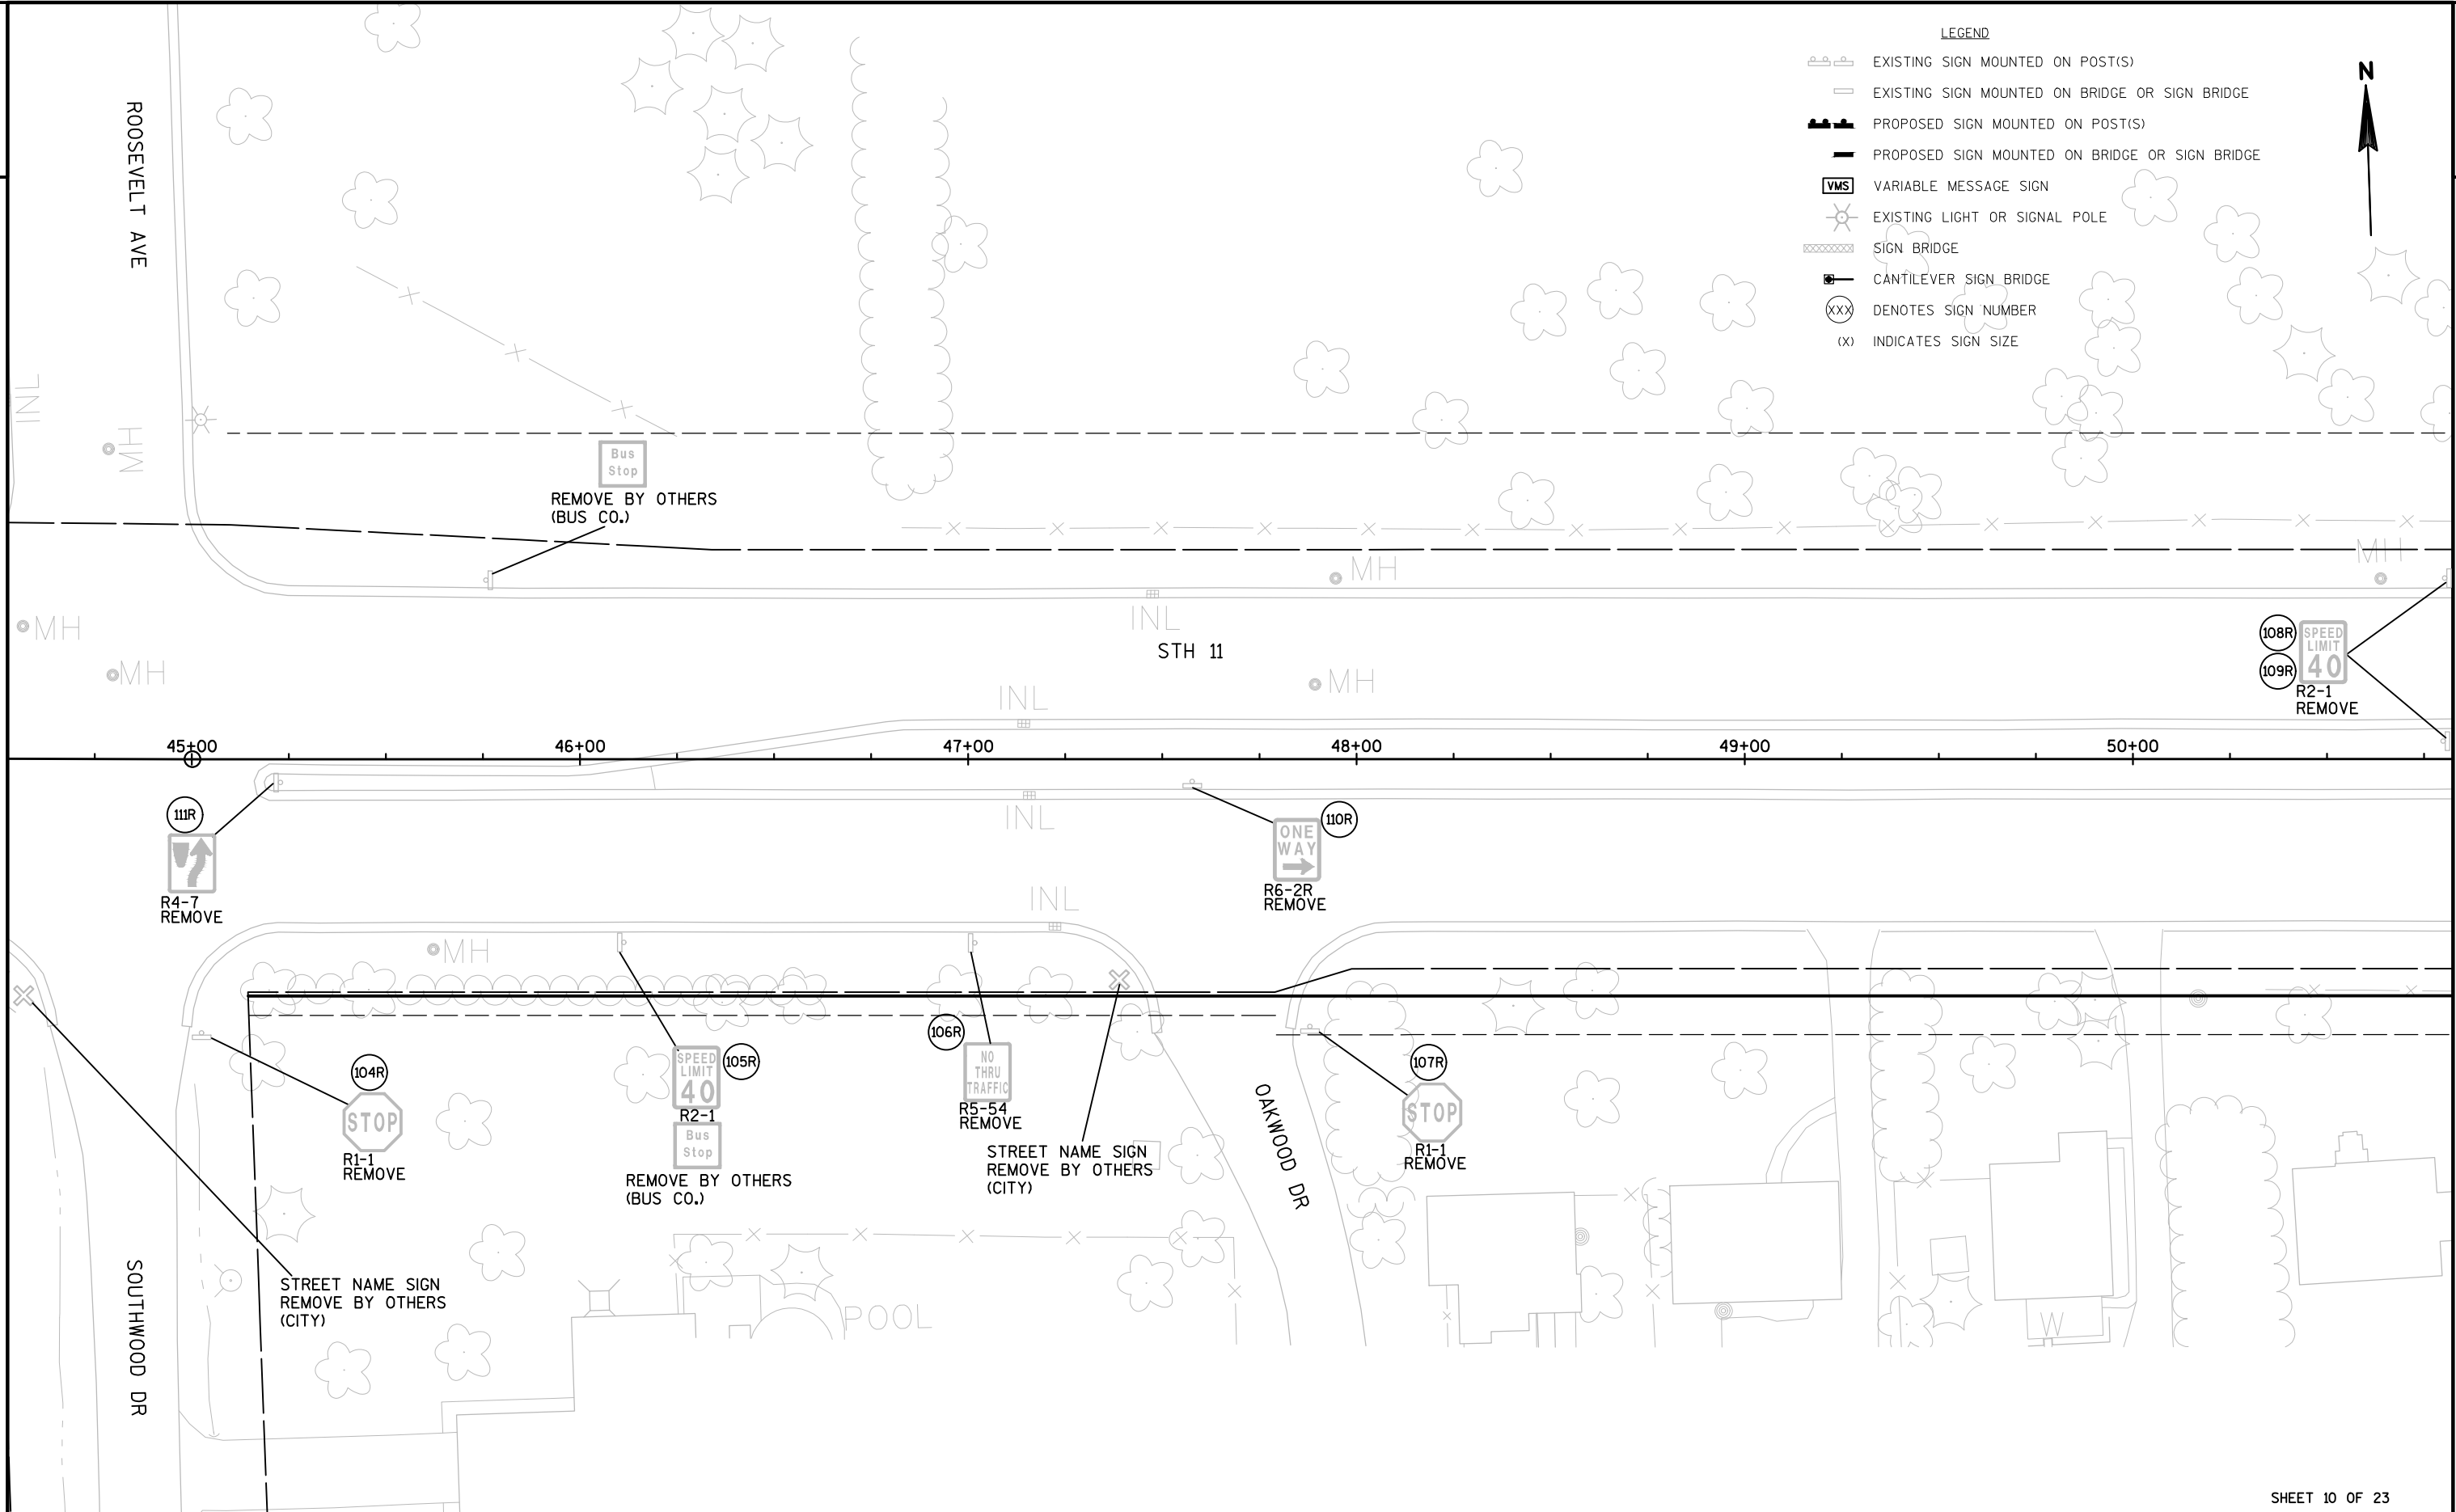 LEGEND
EXISTING SIGN MOUNTED ON POST(S)
EXISTING SIGN MOUNTED ON BRIDGE OR SIGN BRIDGE
PROPOSED SIGN MOUNTED ON POST(S)
PROPOSED SIGN MOUNTED ON BRIDGE OR SIGN BRIDGE
VMS VARIABLE MESSAGE SIGN
EXISTING LIGHT OR SIGNAL POLE
SIGN BRIDGE
CANTILEVER SIGN BRIDGE
XXX DENOTES SIGN NUMBER
(X) INDICATES SIGN SIZE
N
ROOSEVELT AVE
INL
MH
Bus
Stop
REMOVE BY OTHERS
(BUS CO.)
MH
MH
INL
MH
MH
STH 11
MH
INL
108R
109R
SPEED
LIMIT
40
R2-1
REMOVE
45+00 46+00 47+00 48+00 49+00 50+00
111R
R4-7
REMOVE
INL
ONE
WAY
110R
R6-2R
REMOVE
INL
MH
104R
STOP
R1-1
REMOVE
SPEED
LIMIT
40
105R
R2-1
Bus
Stop
REMOVE BY OTHERS
(BUS CO.)
106R
NO
THRU
TRAFFIC
R5-54
REMOVE
STREET NAME SIGN
REMOVE BY OTHERS
(CITY)
OAKWOOD DR
107R
STOP
R1-1
REMOVE
SOUTHWOOD DR
STREET NAME SIGN
REMOVE BY OTHERS
(CITY)
POOL
W
SHEET 10 OF 23